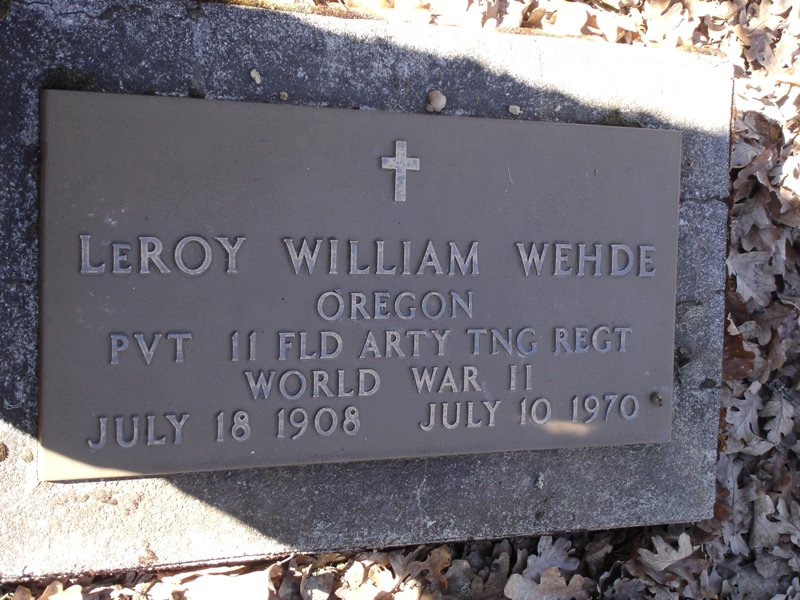 LeROY WILLIAM WEHDE
OREGON
PVT 11 FLD ARTY TNG REGT
WORLD WAR II
JULY 18 1908 JULY 10 1970